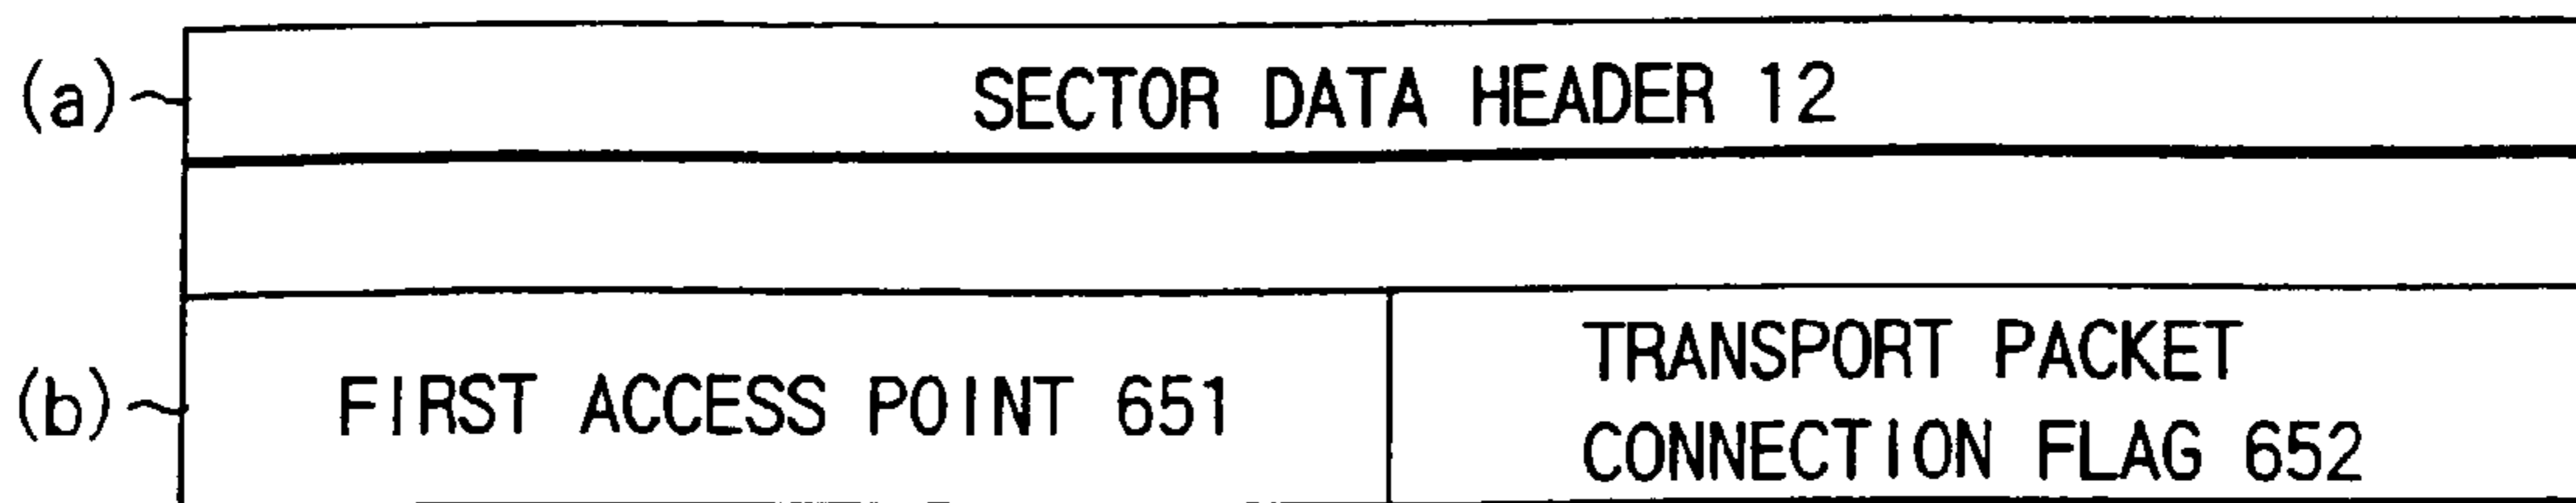 (a)
SECTOR DATA HEADER 12
(b)
FIRST ACCESS POINT 651
TRANSPORT PACKET
CONNECTION FLAG 652